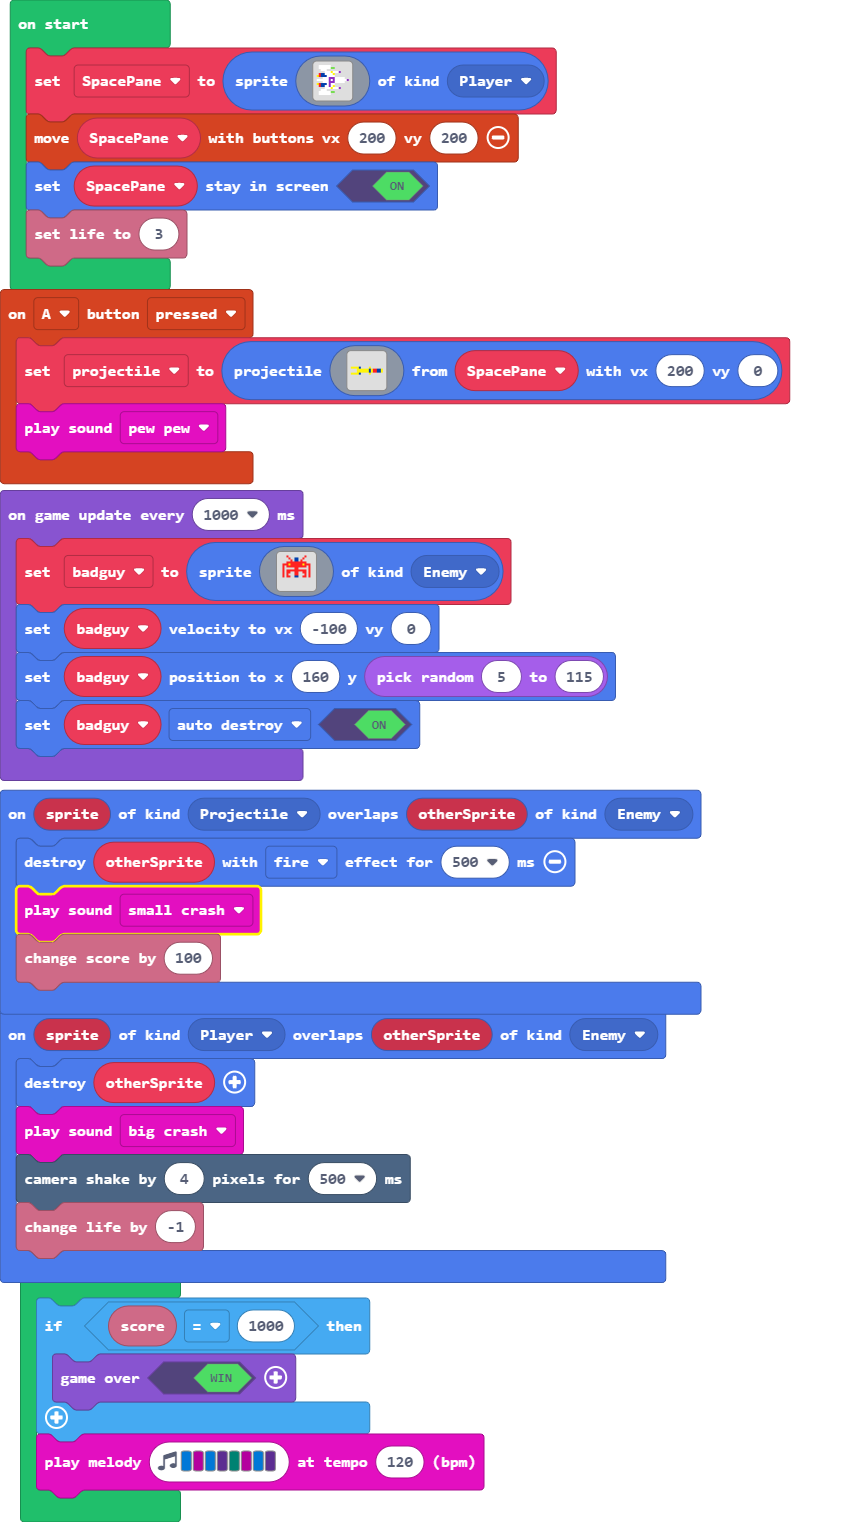 on start
set SpacePane to sprite P of kind Player
move SpacePane with buttons vx 200 vy 200
set SpacePane stay in screen ON
set life to 3
on A button pressed
set projectile to projectile from SpacePane with vx 200 vy 0
play sound pew pew
on game update every 1000 ms
set badguy to sprite of kind Enemy
set badguy velocity to vx -100 vy 0
set badguy position to x 160 y pick random 5 to 115
set badguy auto destroy ON
on sprite of kind Projectile overlaps otherSprite of kind Enemy
destroy otherSprite with fire effect for 500 ms
play sound small crash
change score by 100
on sprite of kind Player overlaps otherSprite of kind Enemy
destroy otherSprite
play sound big crash
camera shake by 4 pixels for 500 ms
change life by -1
if score = 1000 then
game over WIN
play melody at tempo 120 (bpm)